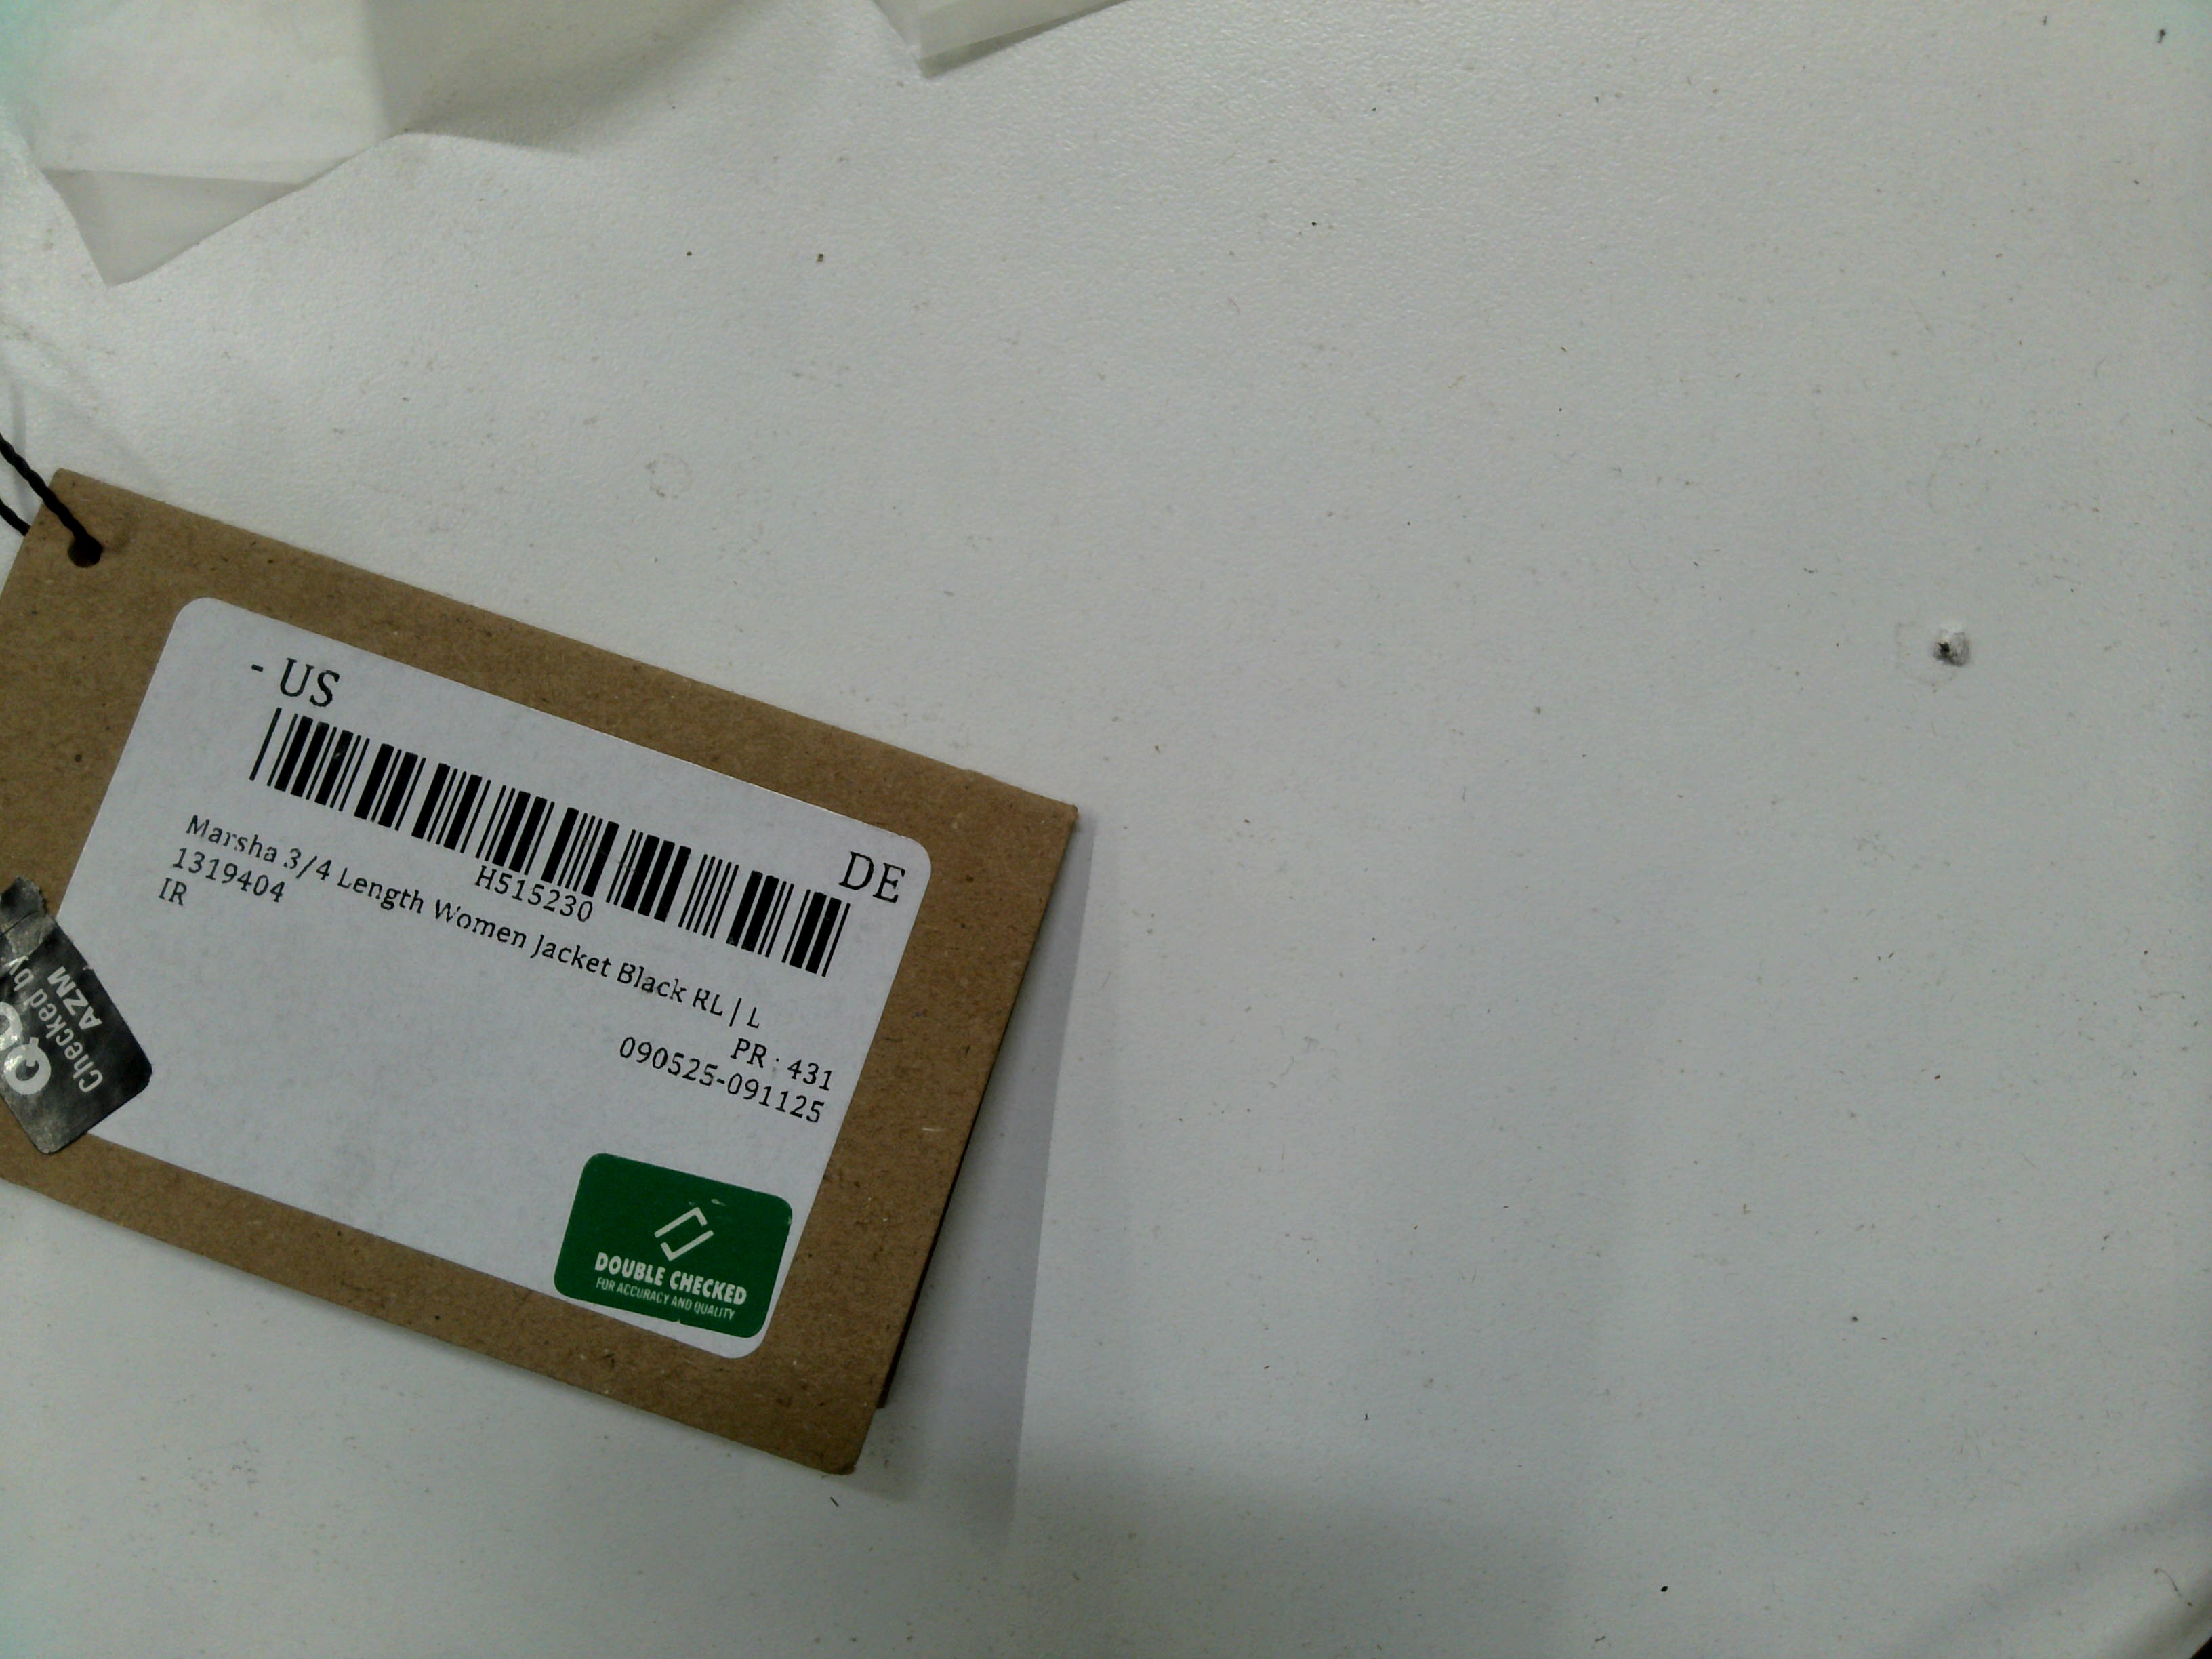 - US
DE
H515230
Marsha 3/4 Length Women Jacket Black RL | L
1319404
IR
PR : 431
090525-091125
DOUBLE CHECKED
FOR ACCURACY AND QUALITY
Checked by
AZM